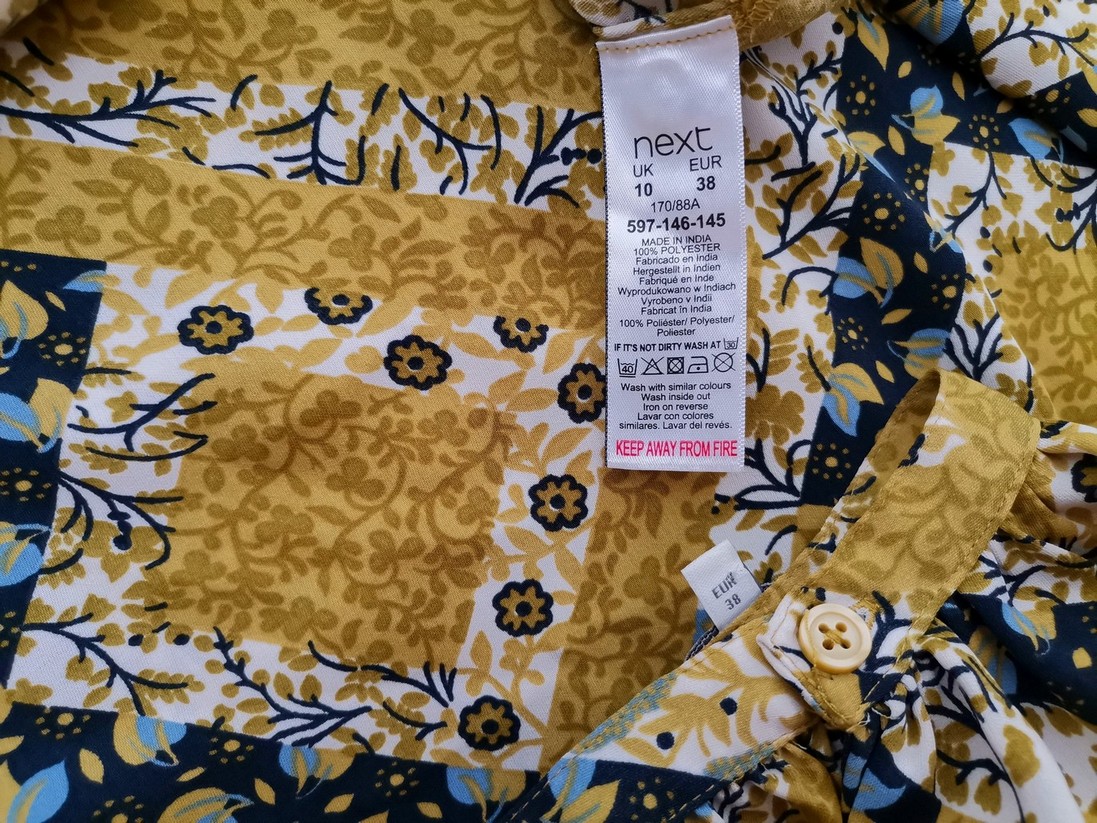 next
UK EUR
10 38
170/88A
597-146-145
MADE IN INDIA
100% POLYESTER
Fabricado en India
Hergestellt in Indien
Fabriqué en Inde
Wyprodukowano w Indiach
Vyrobeno v Indii
Fabricat în India
100% Poliéster/ Polyester/
Poliester
IF IT'S NOT DIRTY WASH AT 30
40
Wash with similar colours
Wash inside out
Iron on reverse
Lavar con colores
similares. Lavar del revés.
KEEP AWAY FROM FIRE
EUR
38